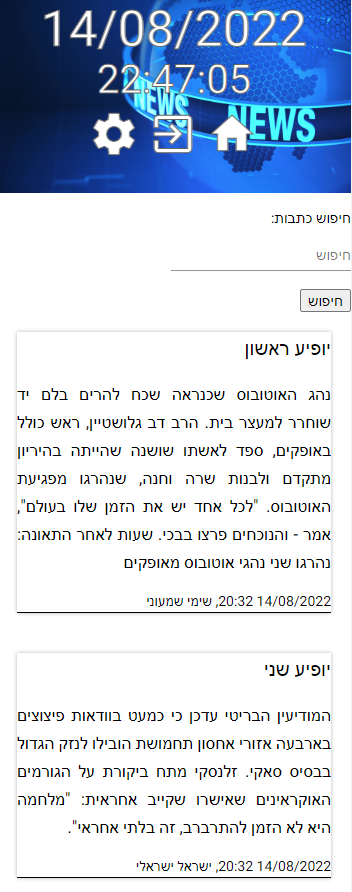 14/08/2022
22:47:05
NEWS
NEWS
חיפוש כתבות:
חיפוש
חיפוש
יופיע ראשון
נהג האוטובוס שכנראה שכח להרים בלם יד
שוחרר למעצר בית. הרב דב גלושטיין, ראש כולל
באופקים, ספד לאשתו שושנה שהייתה בהיריון
מתקדם ולבנות שרה וחנה, שנהרגו מפגיעת
האוטובוס. "לכל אחד יש את הזמן שלו בעולם",
אמר - והנוכחים פרצו בבכי. שעות לאחר התאונה:
נהרגו שני נהגי אוטובוס מאופקים
14/08/2022 20:32, שימי שמעוני
יופיע שני
המודיעין הבריטי עדכן כי כמעט בוודאות פיצוצים
בארבעה אזורי אחסון תחמושת הובילו לנזק הגדול
בבסיס סאקי. זלנסקי מתח ביקורת על הגורמים
האוקראינים שאישרו שקייב אחראית: "מלחמה
היא לא הזמן להתרברב, זה בלתי אחראי".
14/08/2022 20:32, ישראל ישראלי